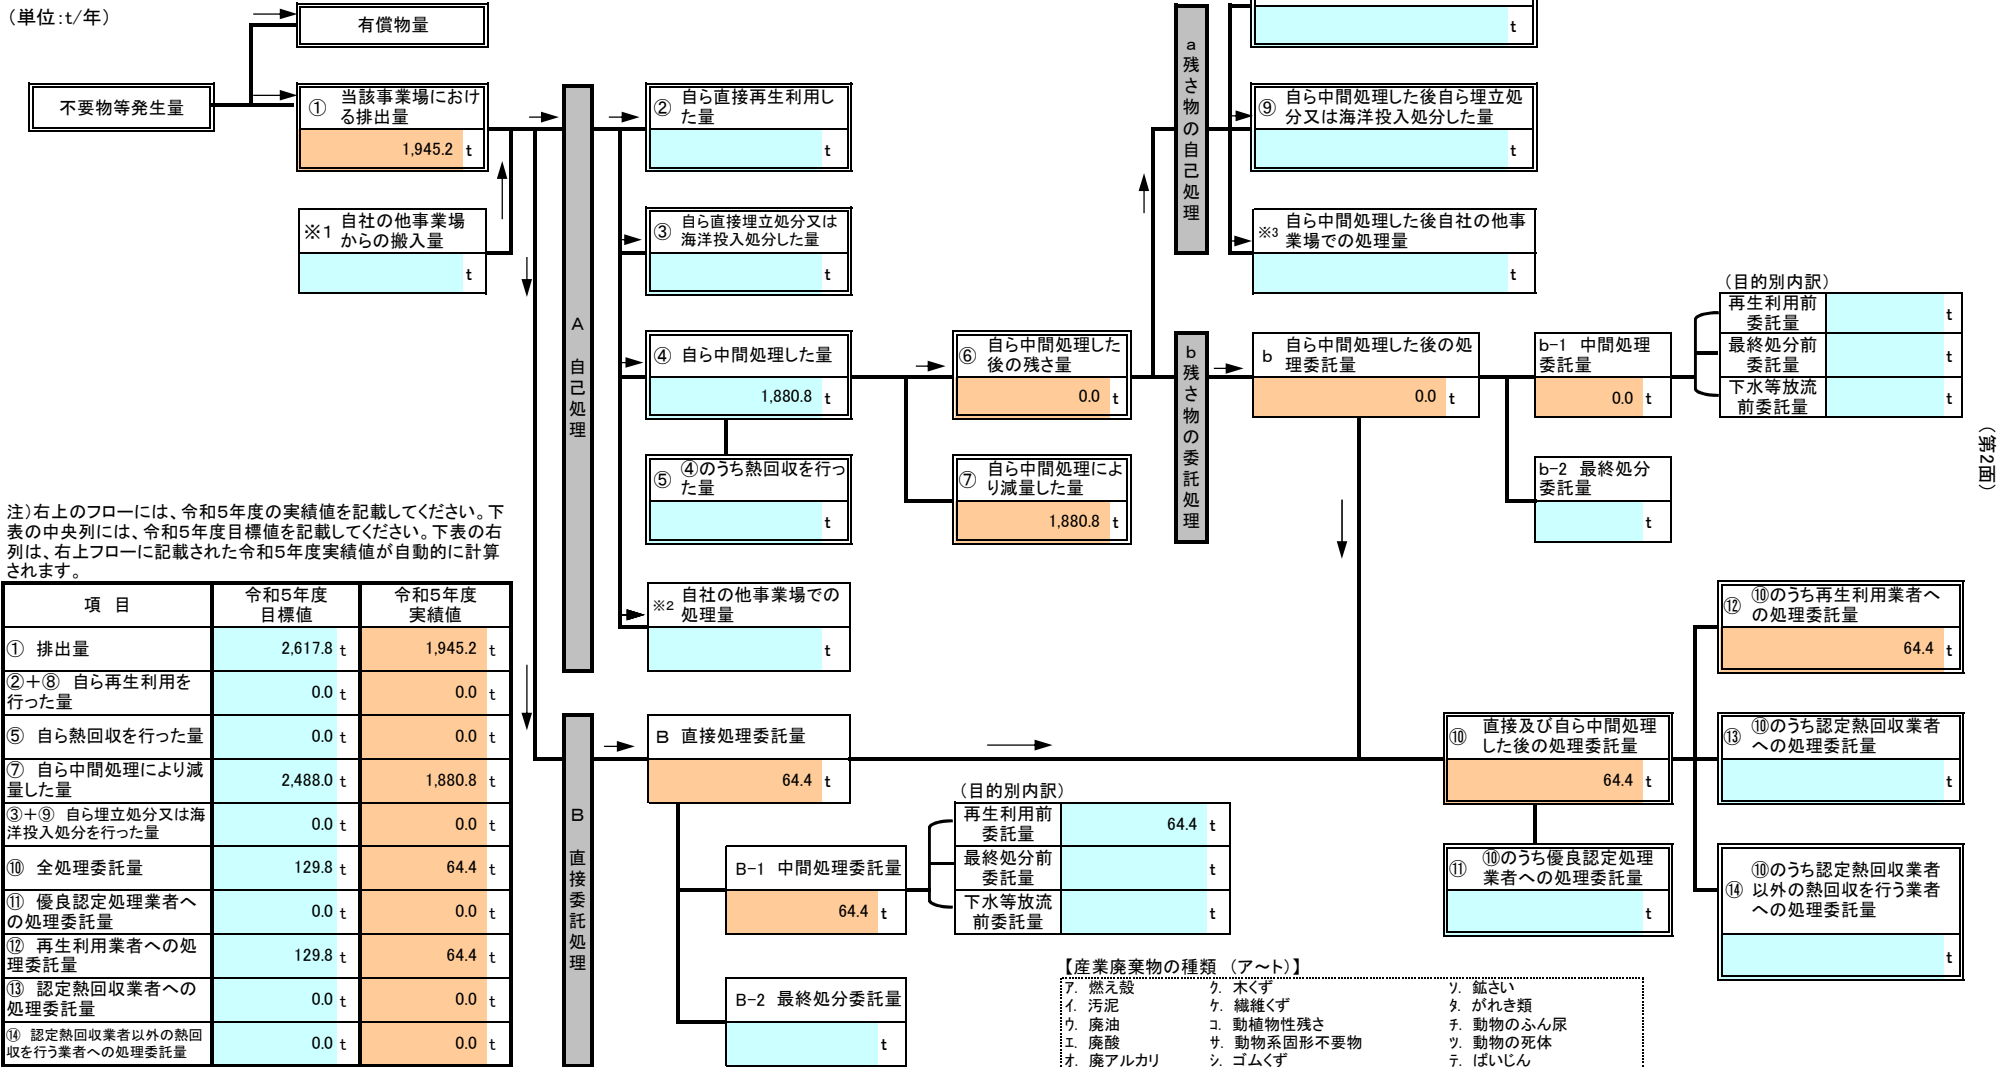 （単位：t/年）
有償物量
不要物等発生量
① 当該事業場におけ
る排出量
1,945.2 t
※1 自社の他事業場
からの搬入量
t
A 自己処理
② 自ら直接再生利用し
た量
t
③ 自ら直接埋立処分又は
海洋投入処分した量
t
④ 自ら中間処理した量
1,880.8 t
⑤ ④のうち熱回収を行っ
た量
t
※2 自社の他事業場での
処理量
t
⑥ 自ら中間処理した
後の残さ量
0.0 t
⑦ 自ら中間処理によ
り減量した量
1,880.8 t
a 残さ物の自己処理
t
⑨ 自ら中間処理した後自ら埋立処
分又は海洋投入処分した量
t
※3 自ら中間処理した後自社の他事
業場での処理量
t
b 残さ物の委託処理
b 自ら中間処理した後の処
理委託量
0.0 t
b-1 中間処理
委託量
0.0 t
b-2 最終処分
委託量
t
（目的別内訳）
再生利用前
委託量
t
最終処分前
委託量
t
下水等放流
前委託量
t
（第2面）
注）右上のフローには、令和5年度の実績値を記載してください。下
表の中央列には、令和5年度目標値を記載してください。下表の右
列は、右上フローに記載された令和5年度実績値が自動的に計算
されます。
項 目 令和5年度
目標値 令和5年度
実績値
① 排出量 2,617.8 t 1,945.2 t
②＋⑧ 自ら再生利用を
行った量 0.0 t 0.0 t
⑤ 自ら熱回収を行った量 0.0 t 0.0 t
⑦ 自ら中間処理により減
量した量 2,488.0 t 1,880.8 t
③＋⑨ 自ら埋立処分又は海
洋投入処分を行った量 0.0 t 0.0 t
⑩ 全処理委託量 129.8 t 64.4 t
⑪ 優良認定処理業者へ
の処理委託量 0.0 t 0.0 t
⑫ 再生利用業者への処
理委託量 129.8 t 64.4 t
⑬ 認定熱回収業者への
処理委託量 0.0 t 0.0 t
⑭ 認定熱回収業者以外の熱回
収を行う業者への処理委託量 0.0 t 0.0 t
B 直接委託処理
B 直接処理委託量
64.4 t
B-1 中間処理委託量
64.4 t
B-2 最終処分委託量
t
（目的別内訳）
再生利用前
委託量
64.4 t
最終処分前
委託量
t
下水等放流
前委託量
t
⑩ 直接及び自ら中間処理
した後の処理委託量
64.4 t
⑪ ⑩のうち優良認定処理
業者への処理委託量
t
⑫ ⑩のうち再生利用業者へ
の処理委託量
64.4 t
⑬ ⑩のうち認定熱回収業者
への処理委託量
t
⑭ ⑩のうち認定熱回収業者
以外の熱回収を行う業者
への処理委託量
t
【産業廃棄物の種類 （ア～ト）】
ア. 燃え殻 ク. 木くず ソ. 鉱さい
イ. 汚泥 ケ. 繊維くず タ. がれき類
ウ. 廃油 コ. 動植物性残さ チ. 動物のふん尿
エ. 廃酸 サ. 動物系固形不要物 ツ. 動物の死体
オ. 廃アルカリ シ. ゴムくず テ. ばいじん